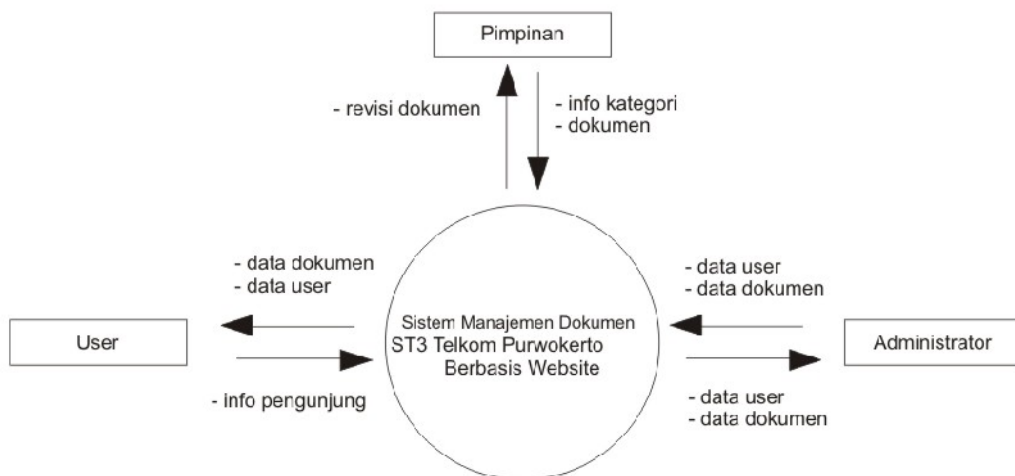 Pimpinan
- revisi dokumen
- info kategori
- dokumen
- data dokumen
- data user
- data user
- data dokumen
User
Sistem Manajemen Dokumen
ST3 Telkom Purwokerto
Berbasis Website
Administrator
- info pengunjung
- data user
- data dokumen